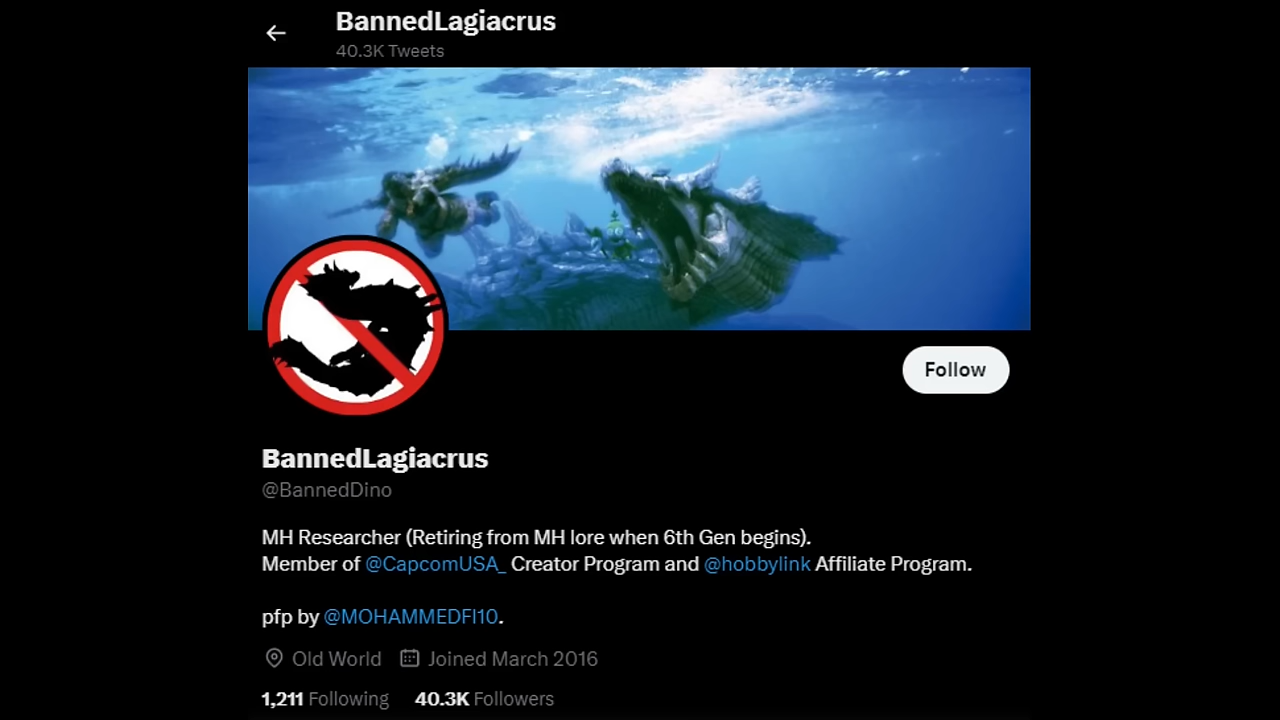 BannedLagiacrus
40.3K Tweets
Follow
BannedLagiacrus
@BannedDino
MH Researcher (Retiring from MH lore when 6th Gen begins).
Member of @CapcomUSA_ Creator Program and @hobbylink Affiliate Program.
pfp by @MOHAMMEDFI10.
Old World Joined March 2016
1,211 Following 40.3K Followers